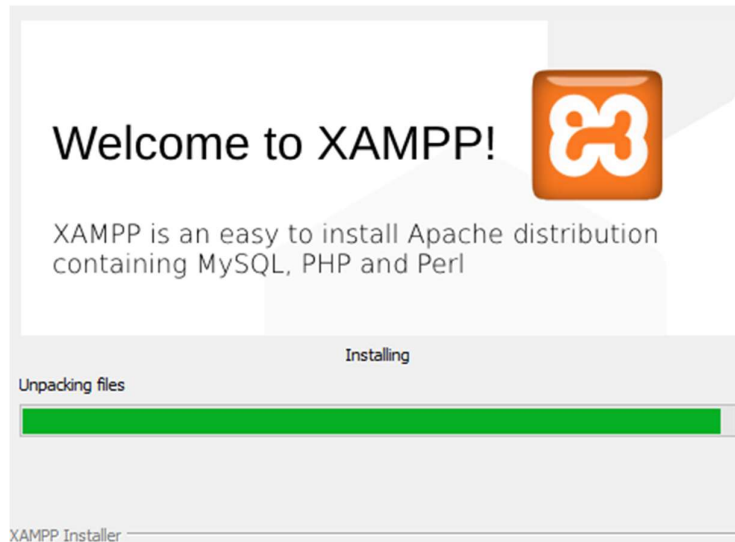 Welcome to XAMPP!
XAMPP is an easy to install Apache distribution
containing MySQL, PHP and Perl
Installing
Unpacking files
XAMPP Installer